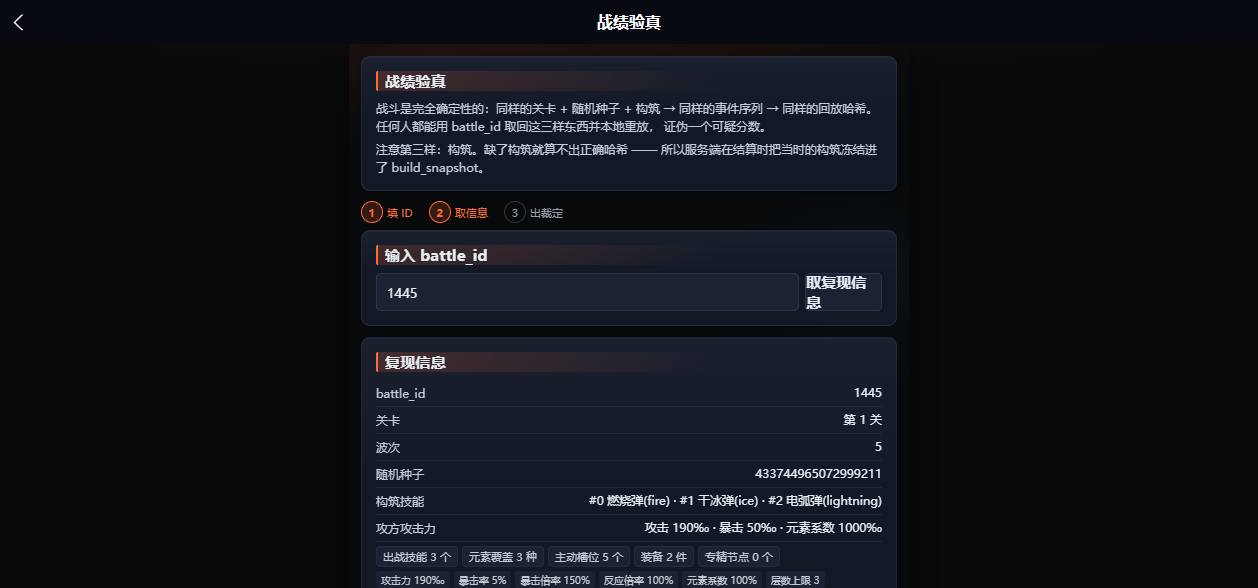 战绩验真
战绩验真
战斗是完全确定性的：同样的关卡 + 随机种子 + 构筑 → 同样的事件序列 → 同样的回放哈希。
任何人都能用 battle_id 取回这三样东西并本地重放， 证伪一个可疑分数。
注意第三样：构筑。缺了构筑就算不出正确哈希 —— 所以服务端在结算时把当时的构筑冻结进
了 build_snapshot。
1 填 ID 2 取信息 3 出裁定
输入 battle_id
1445
取复现信
息
复现信息
battle_id 1445
关卡 第 1 关
波次 5
随机种子 433744965072999211
构筑技能 #0 燃烧弹(fire) · #1 干冰弹(ice) · #2 电弧弹(lightning)
攻方攻击力 攻击 190‰ · 暴击 50‰ · 元素系数 1000‰
出战技能 3 个 元素覆盖 3 种 主动槽位 5 个 装备 2 件 专精节点 0 个
攻击力 190‰ 暴击率 5% 暴击倍率 150% 反应倍率 100% 元素系数 100% 层数上限 3